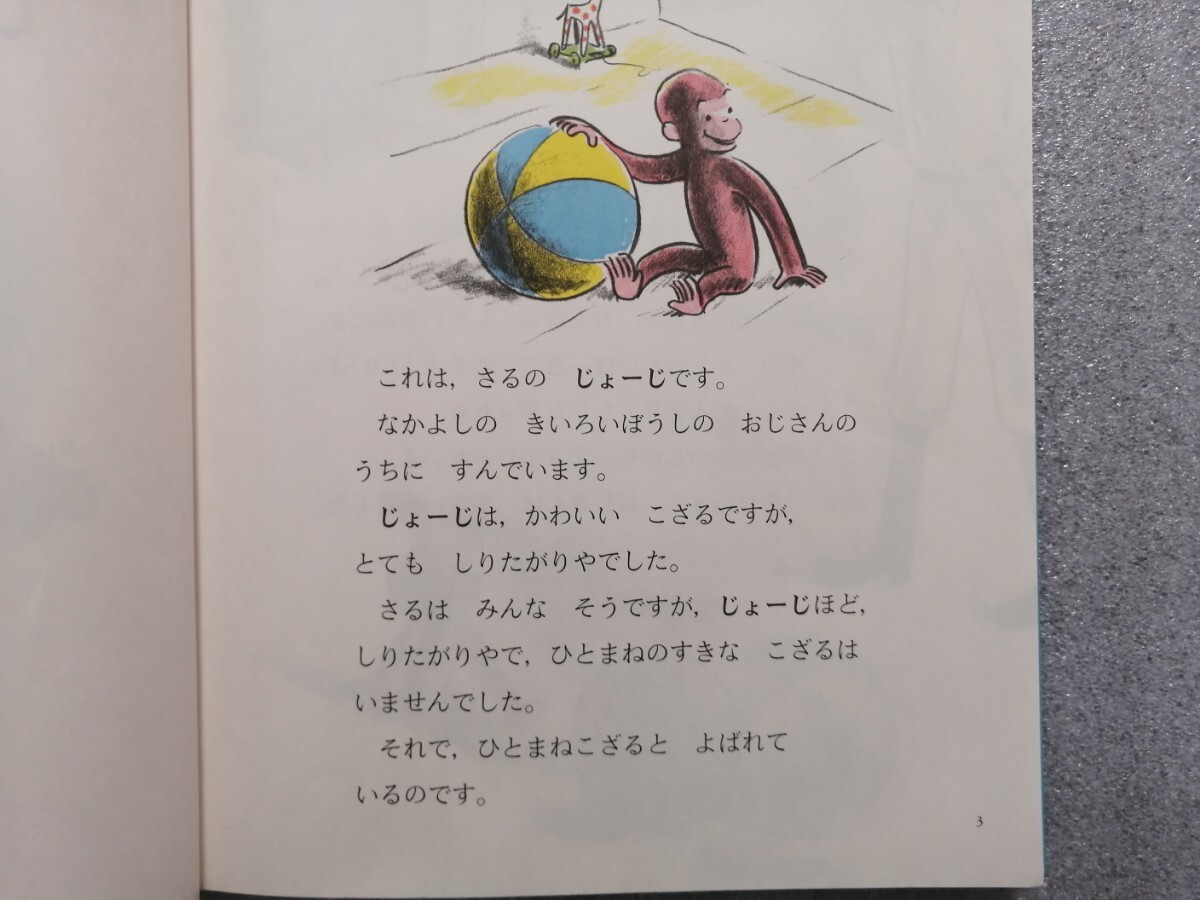 これは，さるの　じょーじです。
なかよしの　きいろいぼうしの　おじさんの
うちに　すんでいます。
じょーじは，かわいい　こざるですが，
とても　しりたがりやでした。
さるは　みんな　そうですが，じょーじほど，
しりたがりやで，ひとまねのすきな　こざるは
いませんでした。
それで，ひとまねこざると　よばれて
いるのです。
3